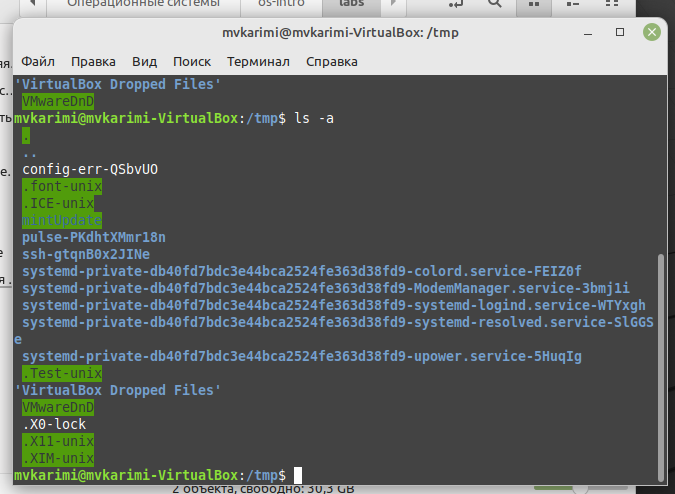 Операционные системы os-intro labs
mvkarimi@mvkarimi-VirtualBox: /tmp
Файл Правка Вид Поиск Терминал Справка
'VirtualBox Dropped Files'
VMwareDnD
mvkarimi@mvkarimi-VirtualBox:/tmp$ ls -a
.
..
config-err-QSbvUO
.font-unix
.ICE-unix
mintUpdate
pulse-PKdhtXMmr18n
ssh-gtqnB0x2JINe
systemd-private-db40fd7bdc3e44bca2524fe363d38fd9-colord.service-FEIZ0f
systemd-private-db40fd7bdc3e44bca2524fe363d38fd9-ModemManager.service-3bmj1i
systemd-private-db40fd7bdc3e44bca2524fe363d38fd9-systemd-logind.service-WTYxgh
systemd-private-db40fd7bdc3e44bca2524fe363d38fd9-systemd-resolved.service-SlGGS
e
systemd-private-db40fd7bdc3e44bca2524fe363d38fd9-upower.service-5HuqIg
.Test-unix
'VirtualBox Dropped Files'
VMwareDnD
.X0-lock
.X11-unix
.XIM-unix
mvkarimi@mvkarimi-VirtualBox:/tmp$
2 объекта, свободно: 30,3 GB